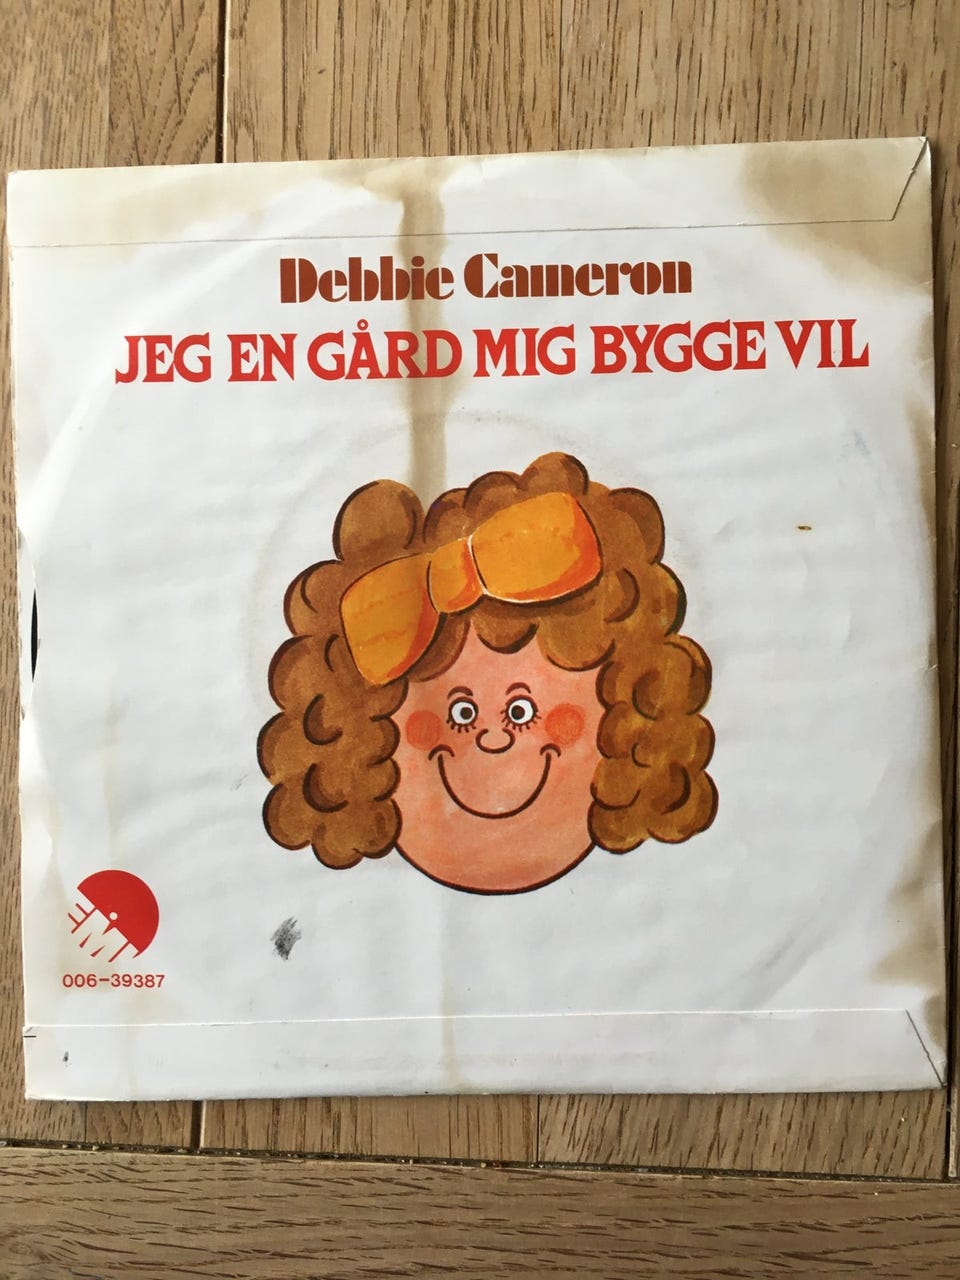 Debbie Cameron
JEG EN GÅRD MIG BYGGE VIL
EMI
006-39387